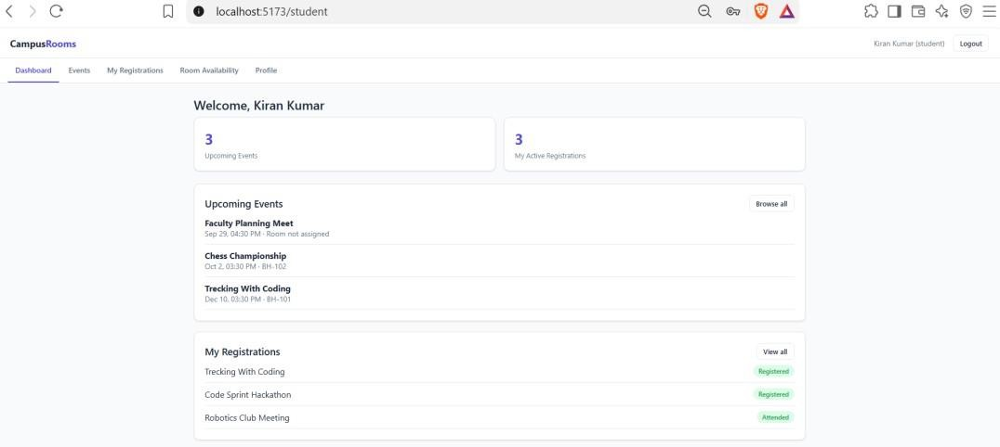 localhost:5173/student
CampusRooms
Kiran Kumar (student) Logout
Dashboard Events My Registrations Room Availability Profile
Welcome, Kiran Kumar
3
Upcoming Events
3
My Active Registrations
Upcoming Events Browse all
Faculty Planning Meet
Sep 29, 04:30 PM · Room not assigned
Chess Championship
Oct 2, 03:30 PM · BH-102
Trecking With Coding
Dec 10, 03:30 PM · BH-101
My Registrations View all
Trecking With Coding Registered
Code Sprint Hackathon Registered
Robotics Club Meeting Attended